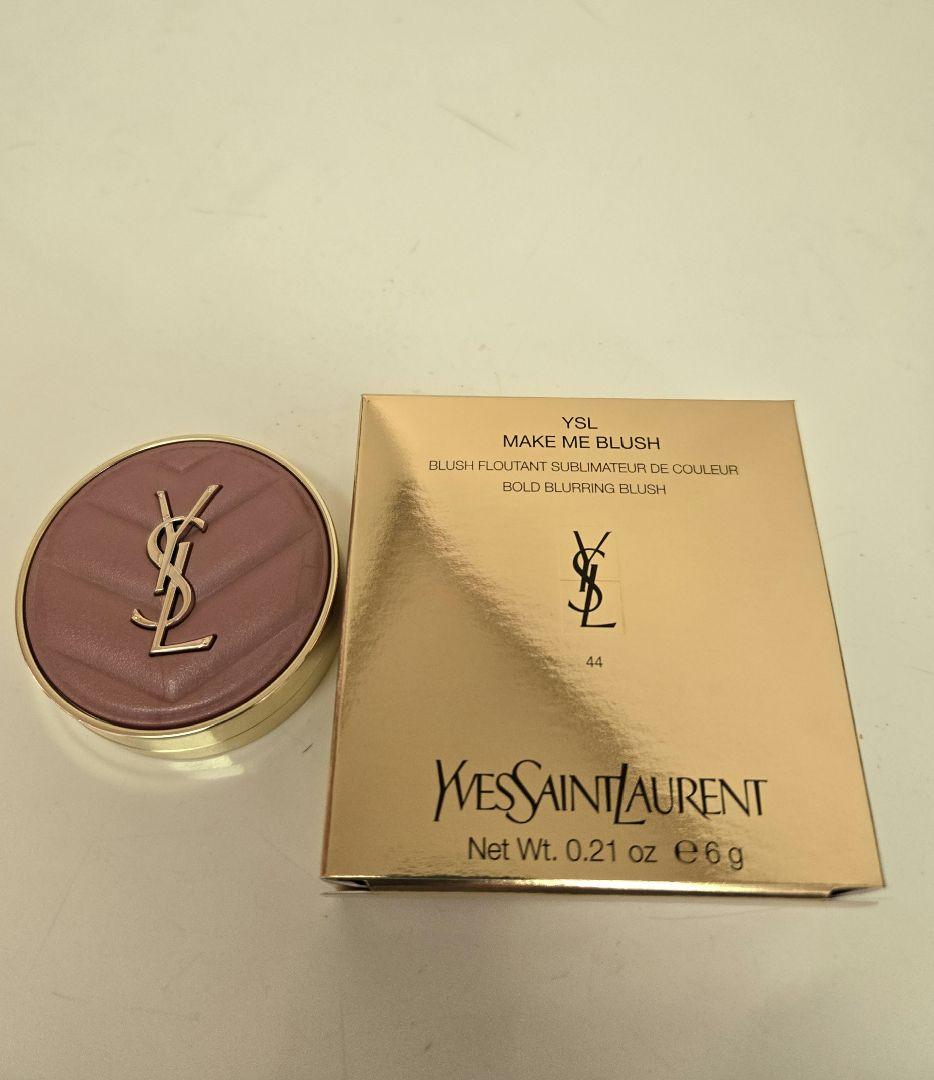 YSL
YSL
MAKE ME BLUSH
BLUSH FLOUTANT SUBLIMATEUR DE COULEUR
BOLD BLURRING BLUSH
YSL
44
YVESSAINTLAURENT
Net Wt. 0.21 oz ℮ 6 g